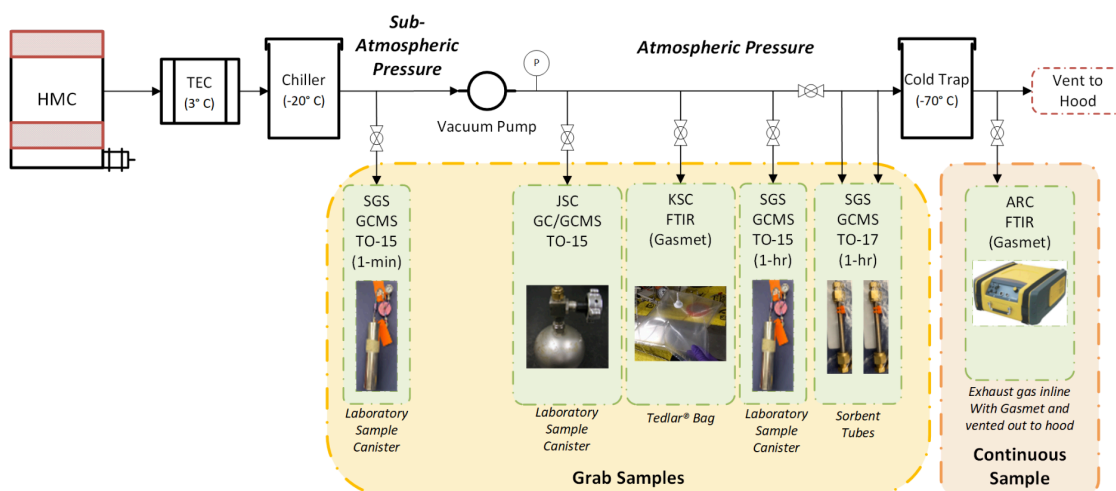 Sub-
Atmospheric
Pressure
Atmospheric Pressure
HMC
TEC
(3° C)
Chiller
(-20° C)
Vacuum Pump
P
Cold Trap
(-70° C)
Vent to
Hood
SGS
GCMS
TO-15
(1-min)
Laboratory
Sample
Canister
JSC
GC/GCMS
TO-15
Laboratory
Sample
Canister
KSC
FTIR
(Gasmet)
Tedlar® Bag
SGS
GCMS
TO-15
(1-hr)
Laboratory
Sample
Canister
SGS
GCMS
TO-17
(1-hr)
Sorbent
Tubes
ARC
FTIR
(Gasmet)
Exhaust gas inline
With Gasmet and
vented out to hood
Grab Samples
Continuous
Sample